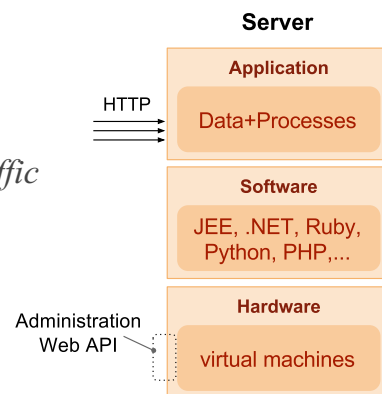 Server
Application
HTTP
Data+Processes
Software
JEE, .NET, Ruby,
Python, PHP,...
Hardware
Administration
Web API
virtual machines